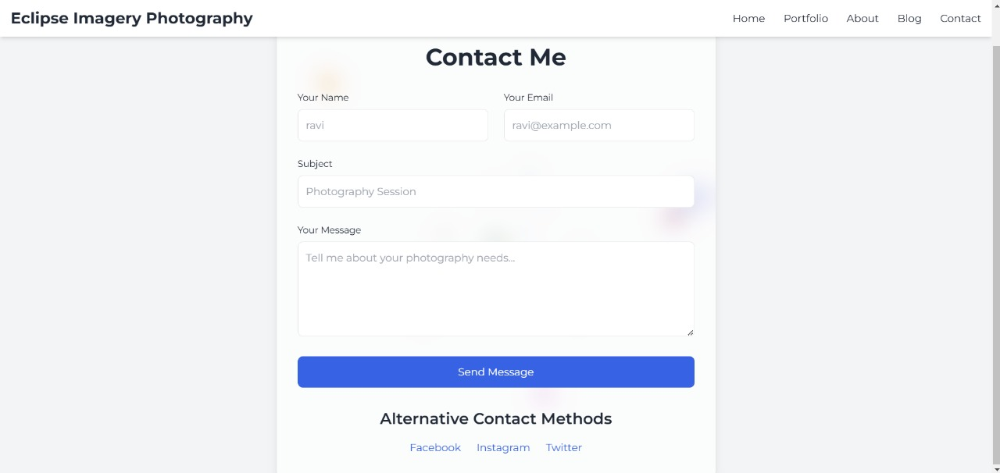 Eclipse Imagery Photography Home Portfolio About Blog Contact
Contact Me
Your Name Your Email
ravi ravi@example.com
Subject
Photography Session
Your Message
Tell me about your photography needs...
Send Message
Alternative Contact Methods
Facebook Instagram Twitter